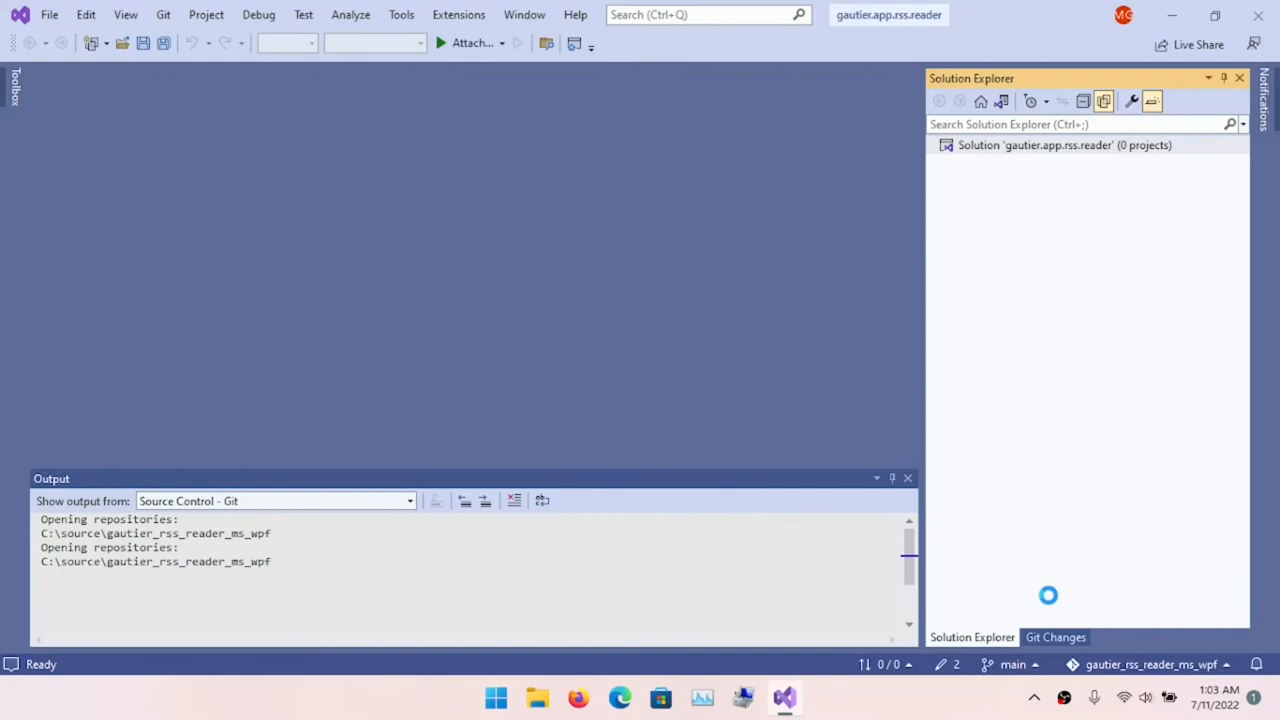 File Edit View Git Project Debug Test Analyze Tools Extensions Window Help Search (Ctrl+Q) gautier.app.rss.reader MG
Attach... Live Share
Toolbox
Solution Explorer
Notifications
Search Solution Explorer (Ctrl+;)
Solution 'gautier.app.rss.reader' (0 projects)
Output
Show output from: Source Control - Git
Opening repositories:
C:\source\gautier_rss_reader_ms_wpf
Opening repositories:
C:\source\gautier_rss_reader_ms_wpf
Solution Explorer Git Changes
Ready 0 / 0 2 main gautier_rss_reader_ms_wpf
1:03 AM
7/11/2022
1